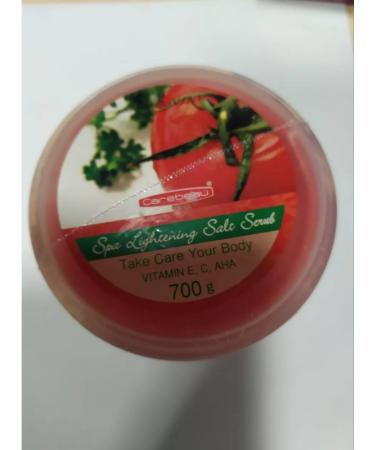 Carebeau
Spa Lightening Salt Scrub
Take Care Your Body
VITAMIN E, C, AHA
700 g